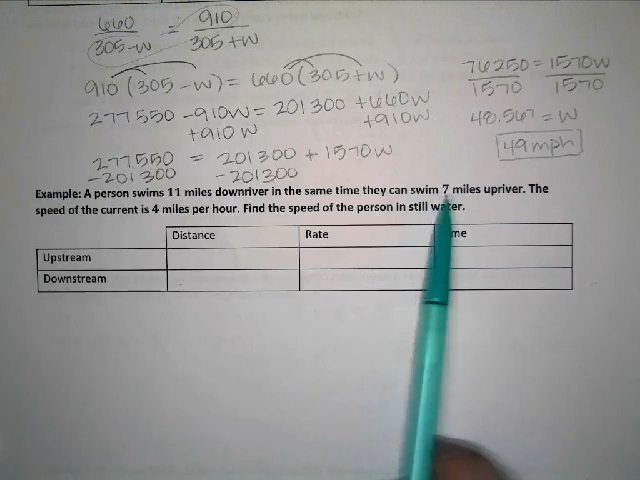 660 = 910
305-w 305+w
910(305-w) = 660(305+w)
277550 -910w = 201300 +660w
+910w +910w
277550 = 201300 + 1570w
-201300 -201300
76250 = 1570w
1570 1570
48.567 = w
49mph
Example: A person swims 11 miles downriver in the same time they can swim 7 miles upriver. The
speed of the current is 4 miles per hour. Find the speed of the person in still water.
Distance Rate me
Upstream
Downstream